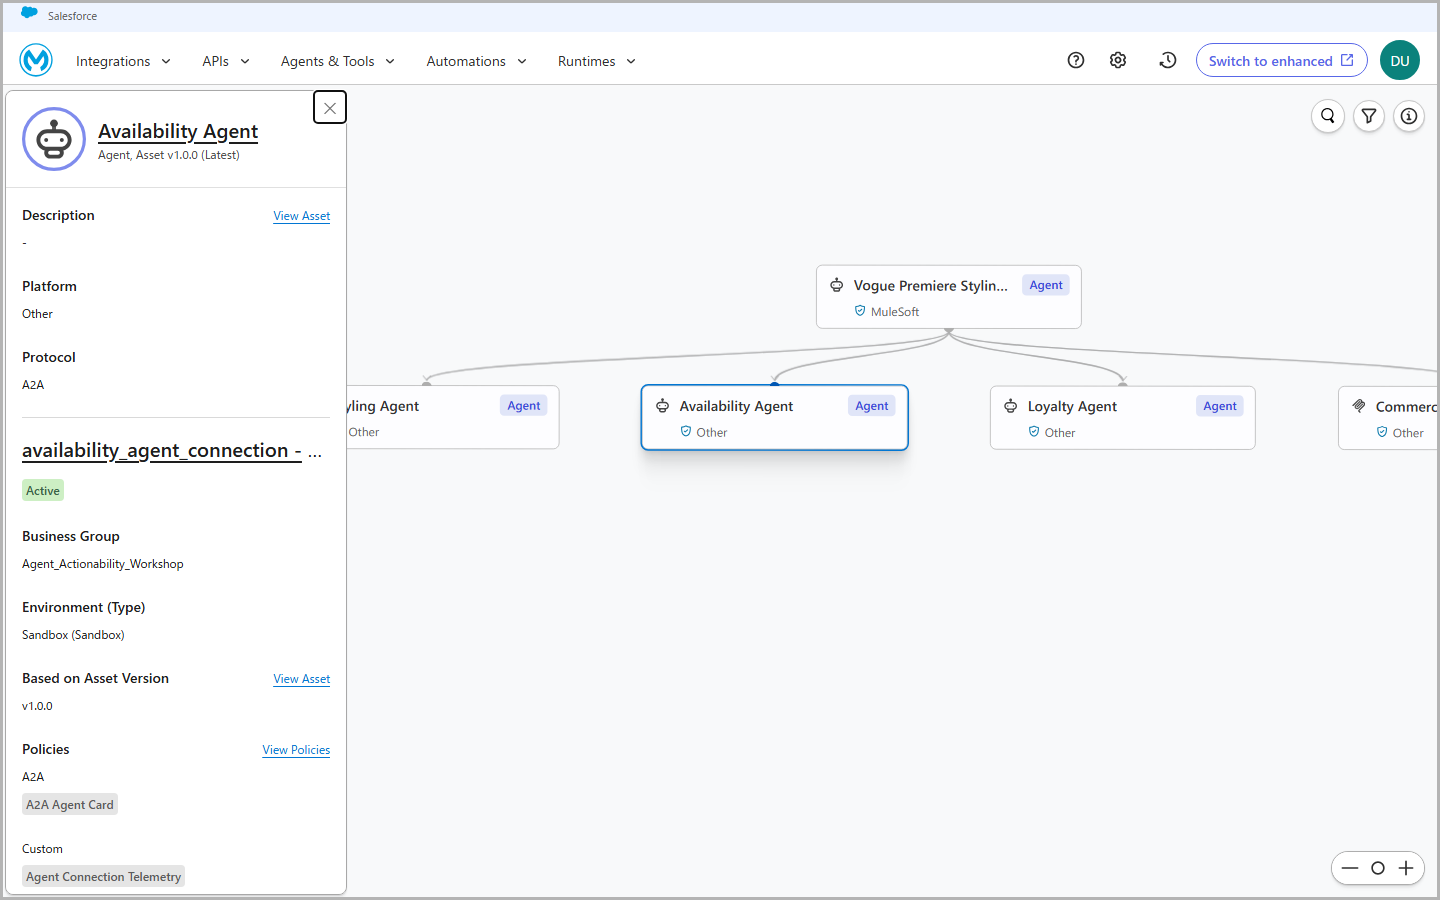 Salesforce
Integrations
APIs
Agents & Tools
Automations
Runtimes
Switch to enhanced
DU
Availability Agent
Agent, Asset v1.0.0 (Latest)
Description
View Asset
-
Platform
Other
Protocol
A2A
availability_agent_connection - ...
Active
Business Group
Agent_Actionability_Workshop
Environment (Type)
Sandbox (Sandbox)
Based on Asset Version
View Asset
v1.0.0
Policies
View Policies
A2A
A2A Agent Card
Custom
Agent Connection Telemetry
Vogue Premiere Stylin...
Agent
MuleSoft
yling Agent
Agent
Other
Availability Agent
Agent
Other
Loyalty Agent
Agent
Other
Commerc
Other